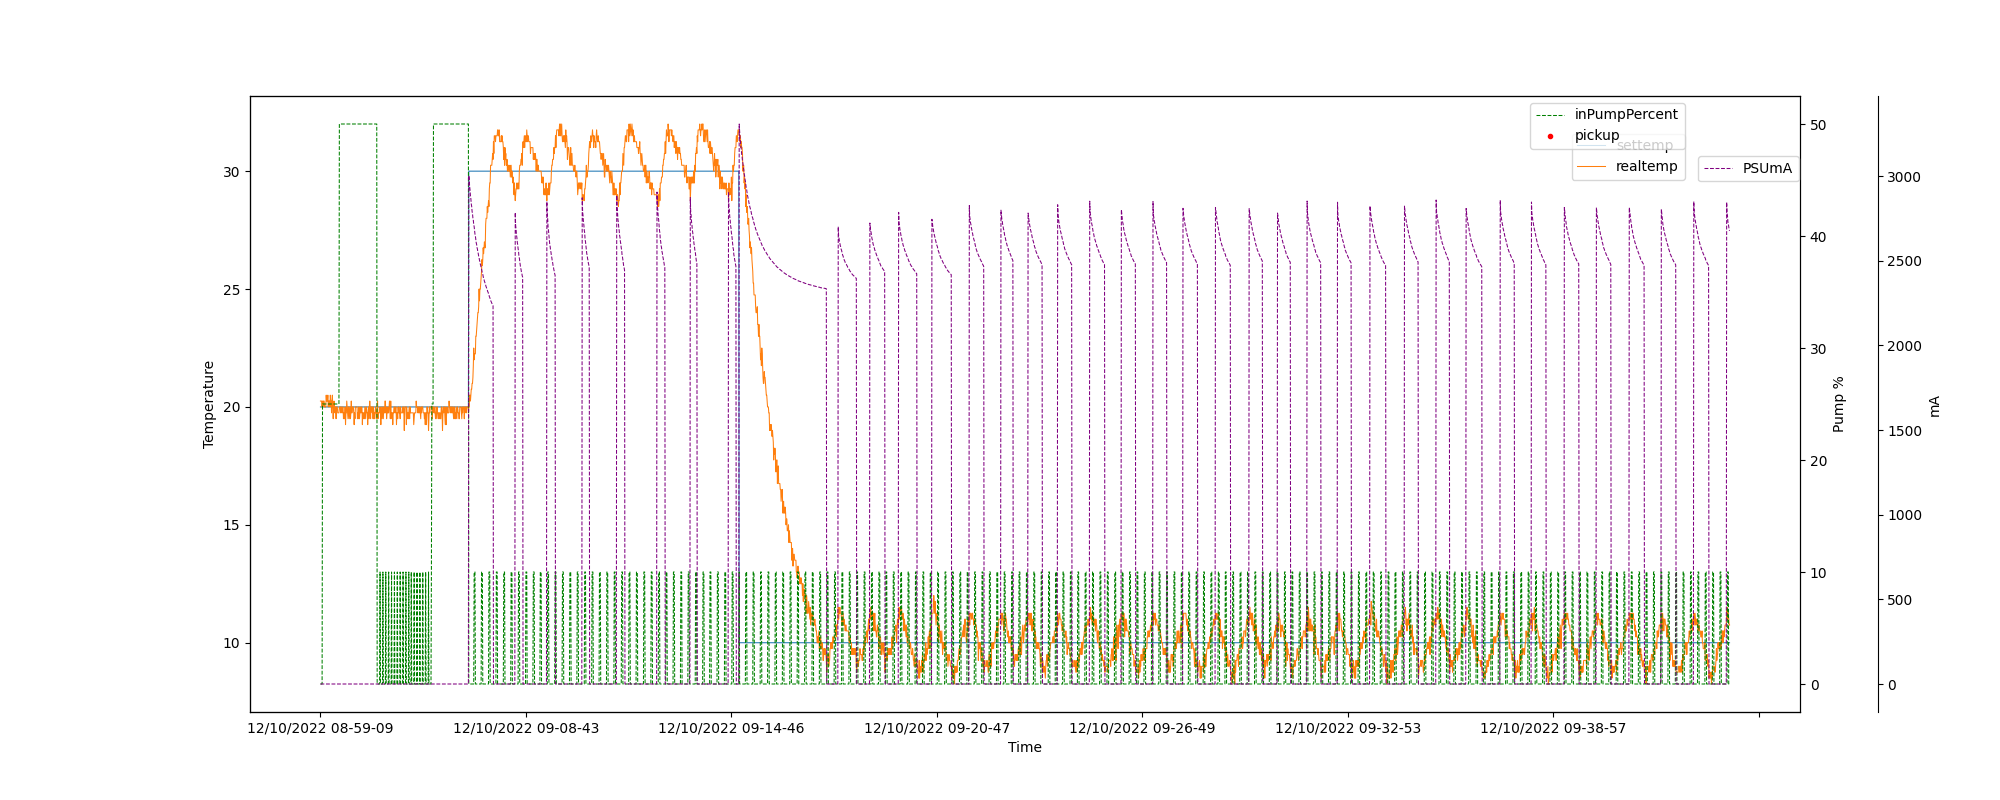 inPumpPercent
pickup
settemp
realtemp
PSUmA
Temperature
30
25
20
15
10
50
40
30
20
10
0
Pump %
3000
2500
2000
1500
1000
500
0
mA
12/10/2022 08-59-09
12/10/2022 09-08-43
12/10/2022 09-14-46
12/10/2022 09-20-47
12/10/2022 09-26-49
12/10/2022 09-32-53
12/10/2022 09-38-57
Time